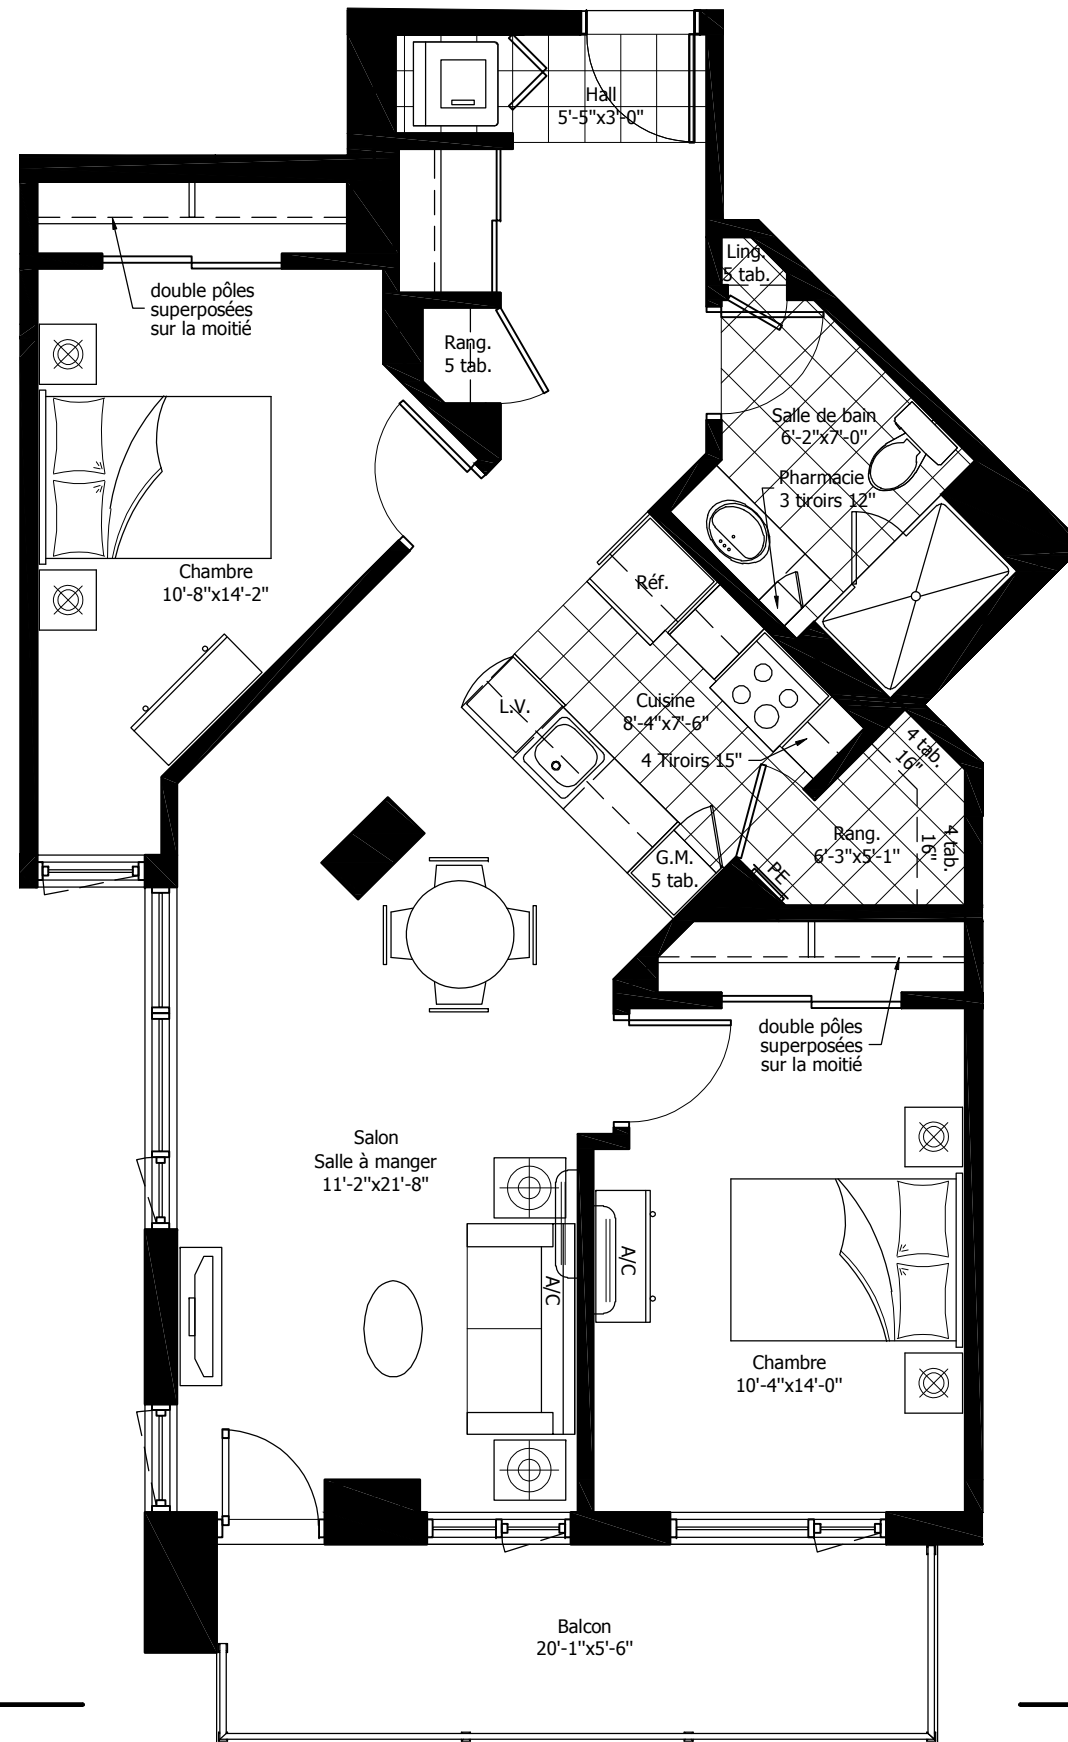 Hall
5'-5"x3'-0"
Ling.
5 tab.
double pôles
superposées
sur la moitié
Rang.
5 tab.
Salle de bain
6'-2"x7'-0"
Pharmacie
3 tiroirs 12"
Chambre
10'-8"x14'-2"
Réf.
L.V.
Cuisine
8'-4"x7'-6"
4 Tiroirs 15"
4 tab.
16"
Rang.
6'-3"x5'-1"
4 tab.
16"
G.M.
5 tab.
PE
double pôles
superposées
sur la moitié
Salon
Salle à manger
11'-2"x21'-8"
A/C
A/C
Chambre
10'-4"x14'-0"
Balcon
20'-1"x5'-6"